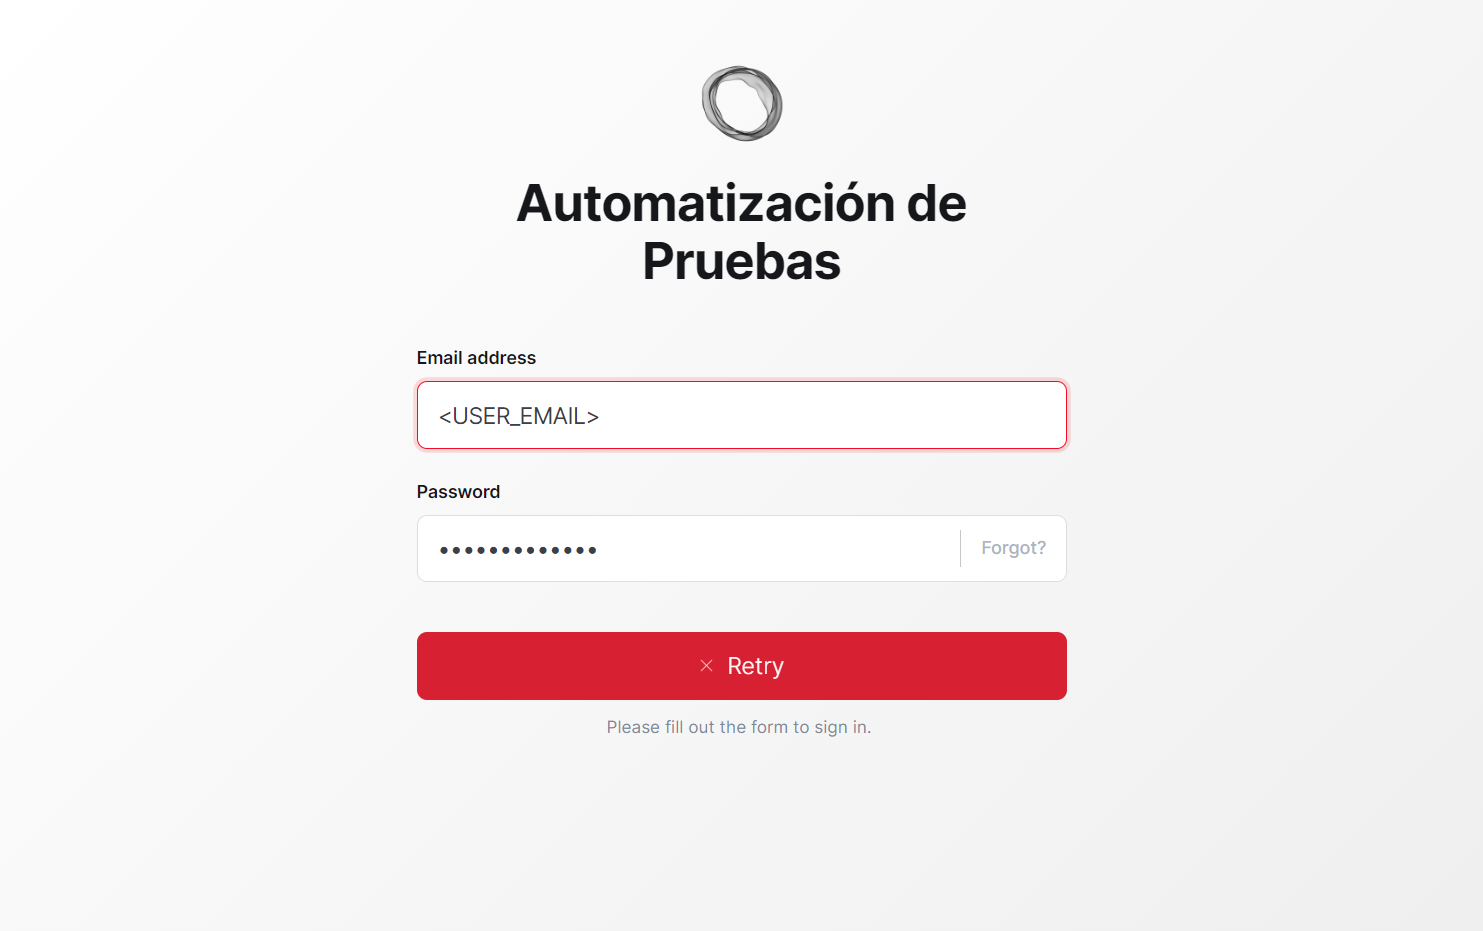 Automatización de
Pruebas
Email address
<USER_EMAIL>
Password
•••••••••••••
Forgot?
× Retry
Please fill out the form to sign in.